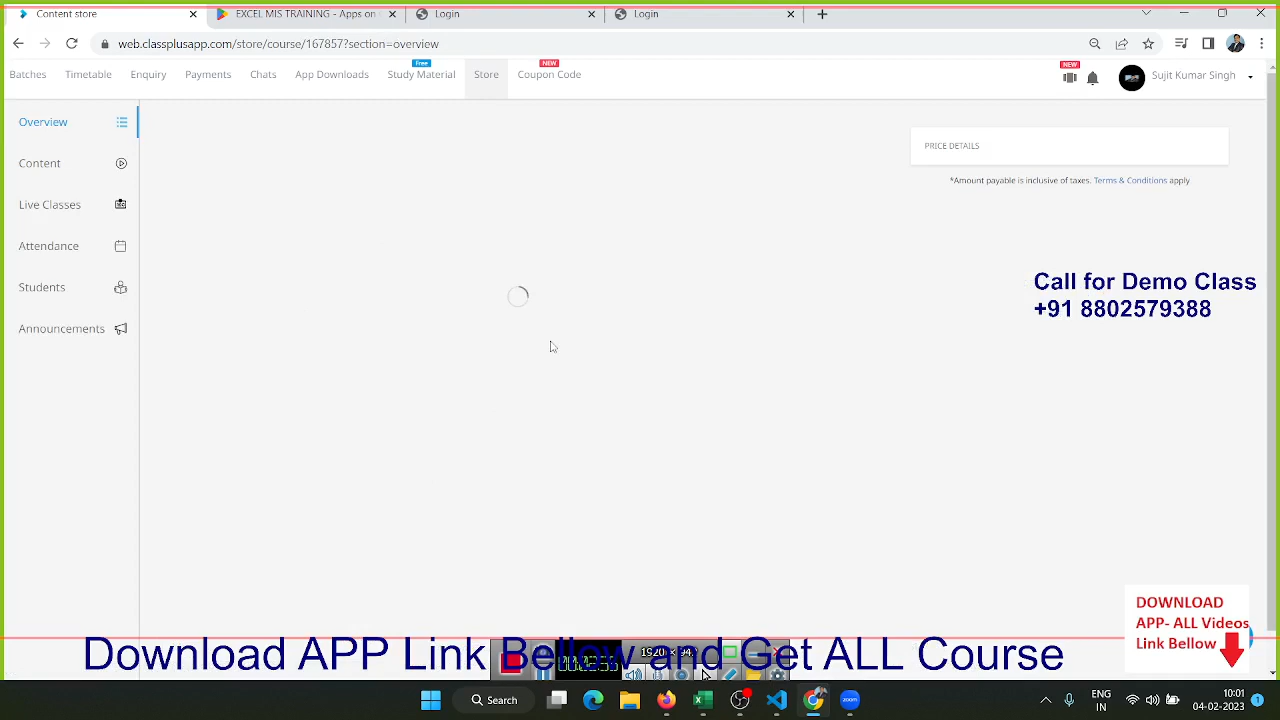 Content store
EXCEL MIS TRAINING - Apps on
Login
Login
web.classplusapp.com/store/course/167857?section=overview
Free
NEW
NEW
Batches
Timetable
Enquiry
Payments
Chats
App Downloads
Study Material
Store
Coupon Code
Sujit Kumar Singh
Overview
Content
Live Classes
Attendance
Students
Announcements
PRICE DETAILS
*Amount payable is inclusive of taxes. Terms & Conditions apply
Call for Demo Class
+91 8802579388
DOWNLOAD
APP- ALL Videos
Link Bellow
Download APP Link Bellow and Get ALL Course
Search
zoom
ENG
IN
10:01
04-02-2023